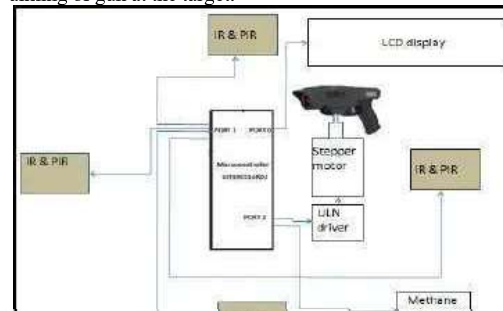 aiming of gun at the target.
IR & PIR
LCD display
PORT 1 PORT 0
Microcontroller
Stepper
motor
IR & PIR
IR & PIR
PORT 2
ULN
driver
Methane